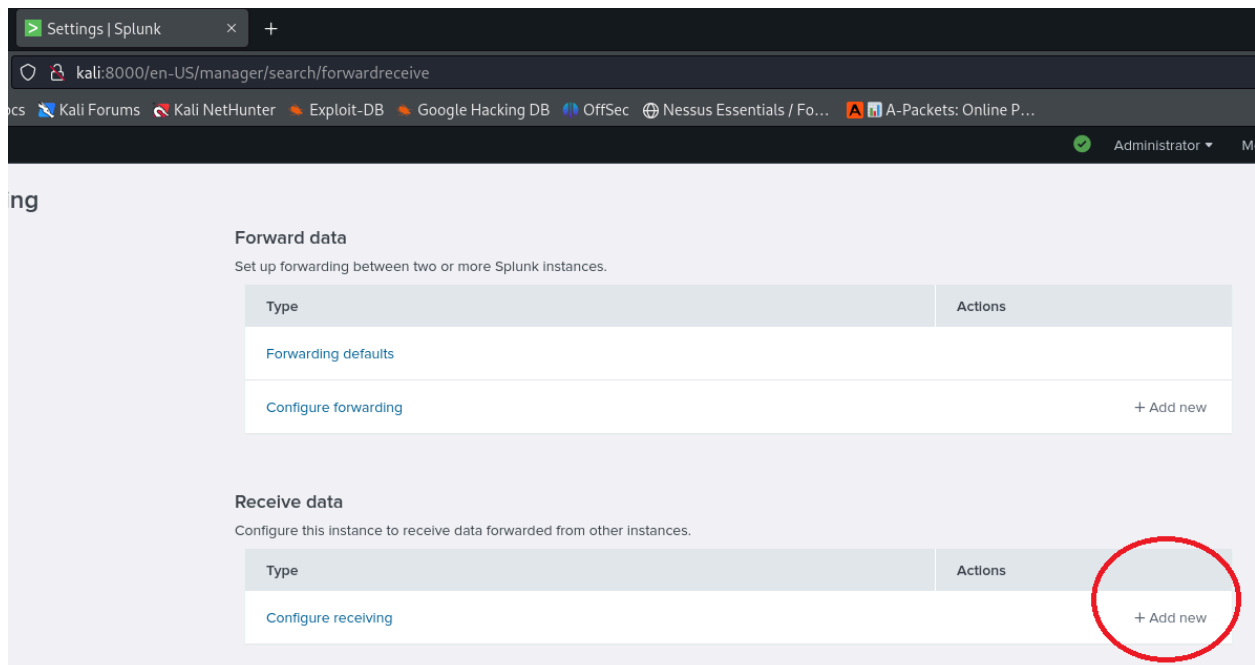 Settings | Splunk
kali:8000/en-US/manager/search/forwardreceive
ocs Kali Forums Kali NetHunter Exploit-DB Google Hacking DB OffSec Nessus Essentials / Fo... A-Packets: Online P...
Administrator M
ing
Forward data
Set up forwarding between two or more Splunk instances.
Type Actions
Forwarding defaults
Configure forwarding + Add new
Receive data
Configure this instance to receive data forwarded from other instances.
Type Actions
Configure receiving + Add new